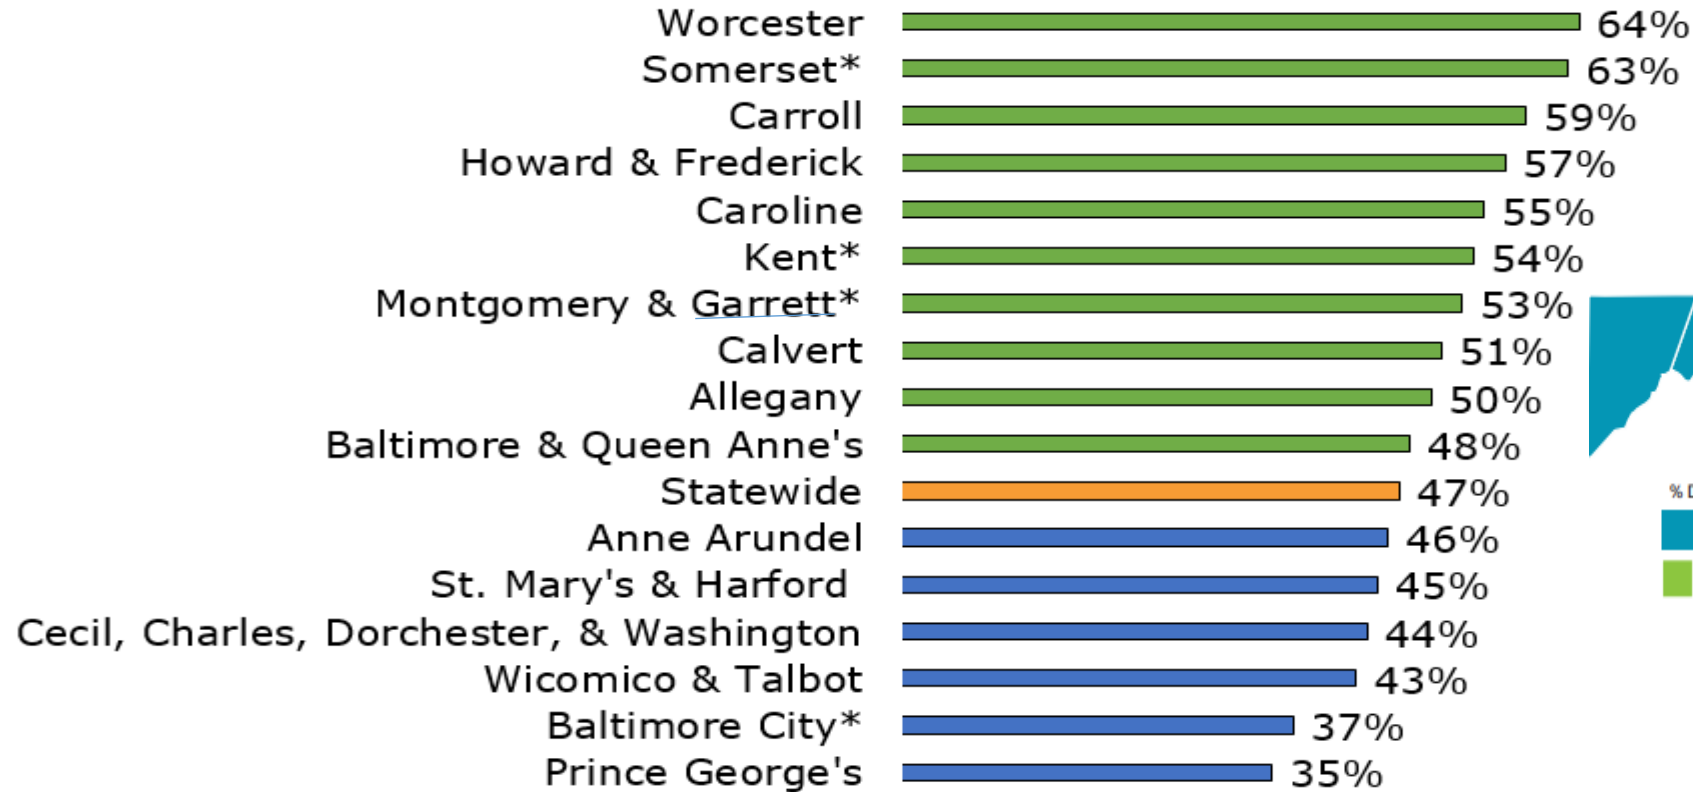 Worcester 64%
Somerset* 63%
Carroll 59%
Howard & Frederick 57%
Caroline 55%
Kent* 54%
Montgomery & Garrett* 53%
Calvert 51%
Allegany 50%
Baltimore & Queen Anne's 48%
Statewide 47%
% D
Anne Arundel 46%
St. Mary's & Harford 45%
Cecil, Charles, Dorchester, & Washington 44%
Wicomico & Talbot 43%
Baltimore City* 37%
Prince George's 35%